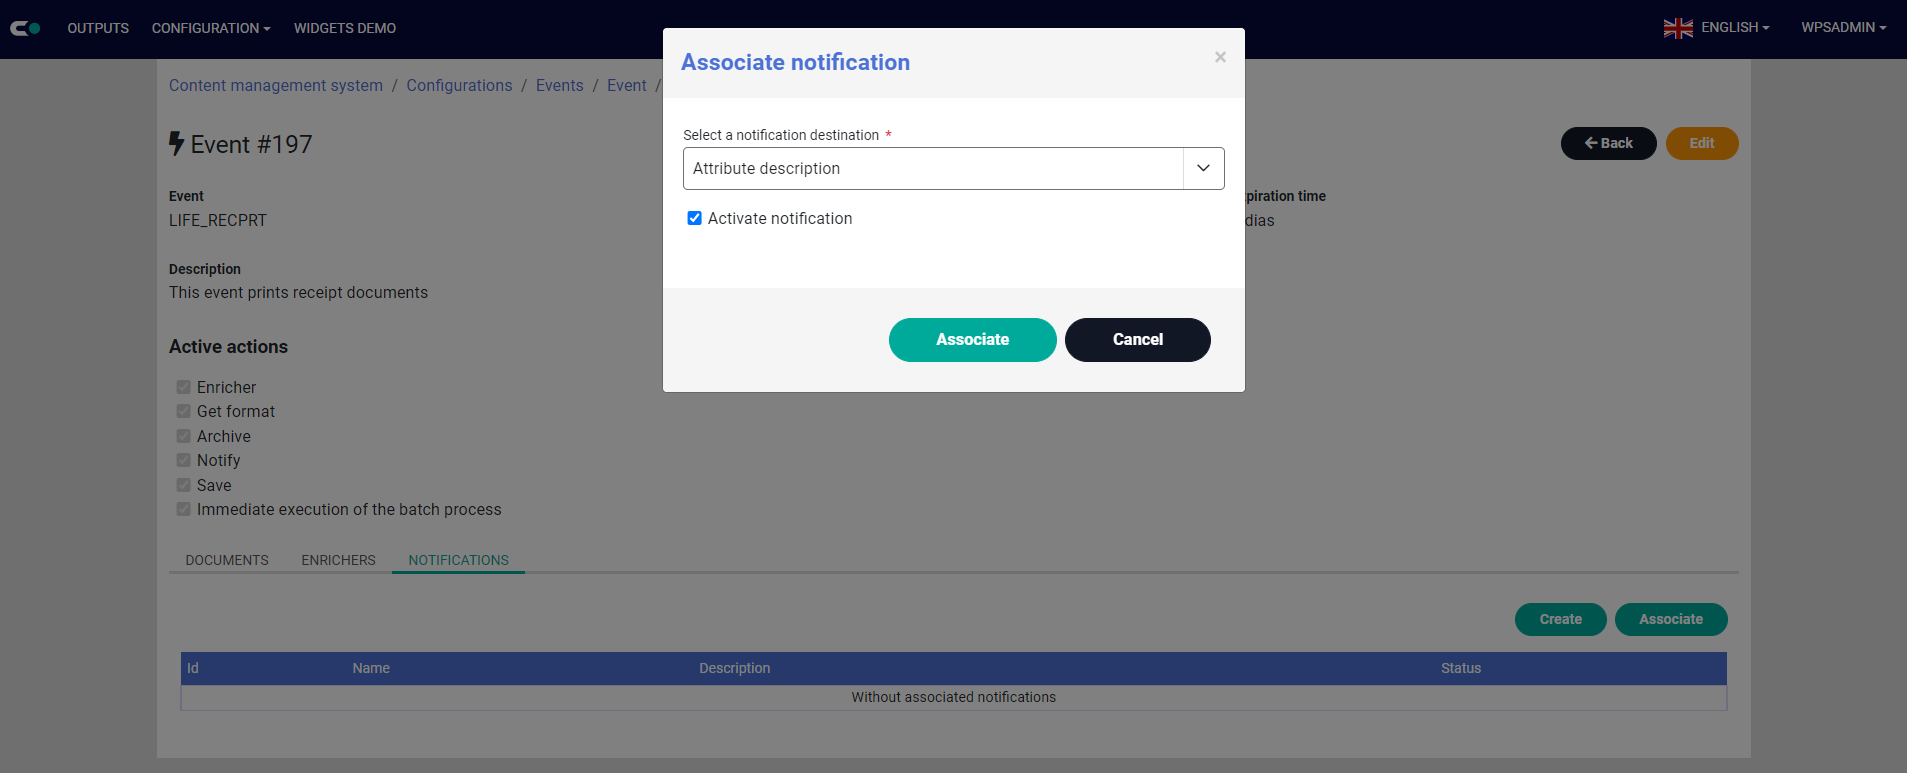 OUTPUTS CONFIGURATION WIDGETS DEMO ENGLISH WPSADMIN
Associate notification ×
Content management system / Configurations / Events / Event /
Select a notification destination *
Event #197 Back Edit
Attribute description
Event piration time
LIFE_RECPRT Activate notification dias
Description
This event prints receipt documents
Associate Cancel
Active actions
Enricher
Get format
Archive
Notify
Save
Immediate execution of the batch process
DOCUMENTS ENRICHERS NOTIFICATIONS
Create Associate
Id Name Description Status
Without associated notifications